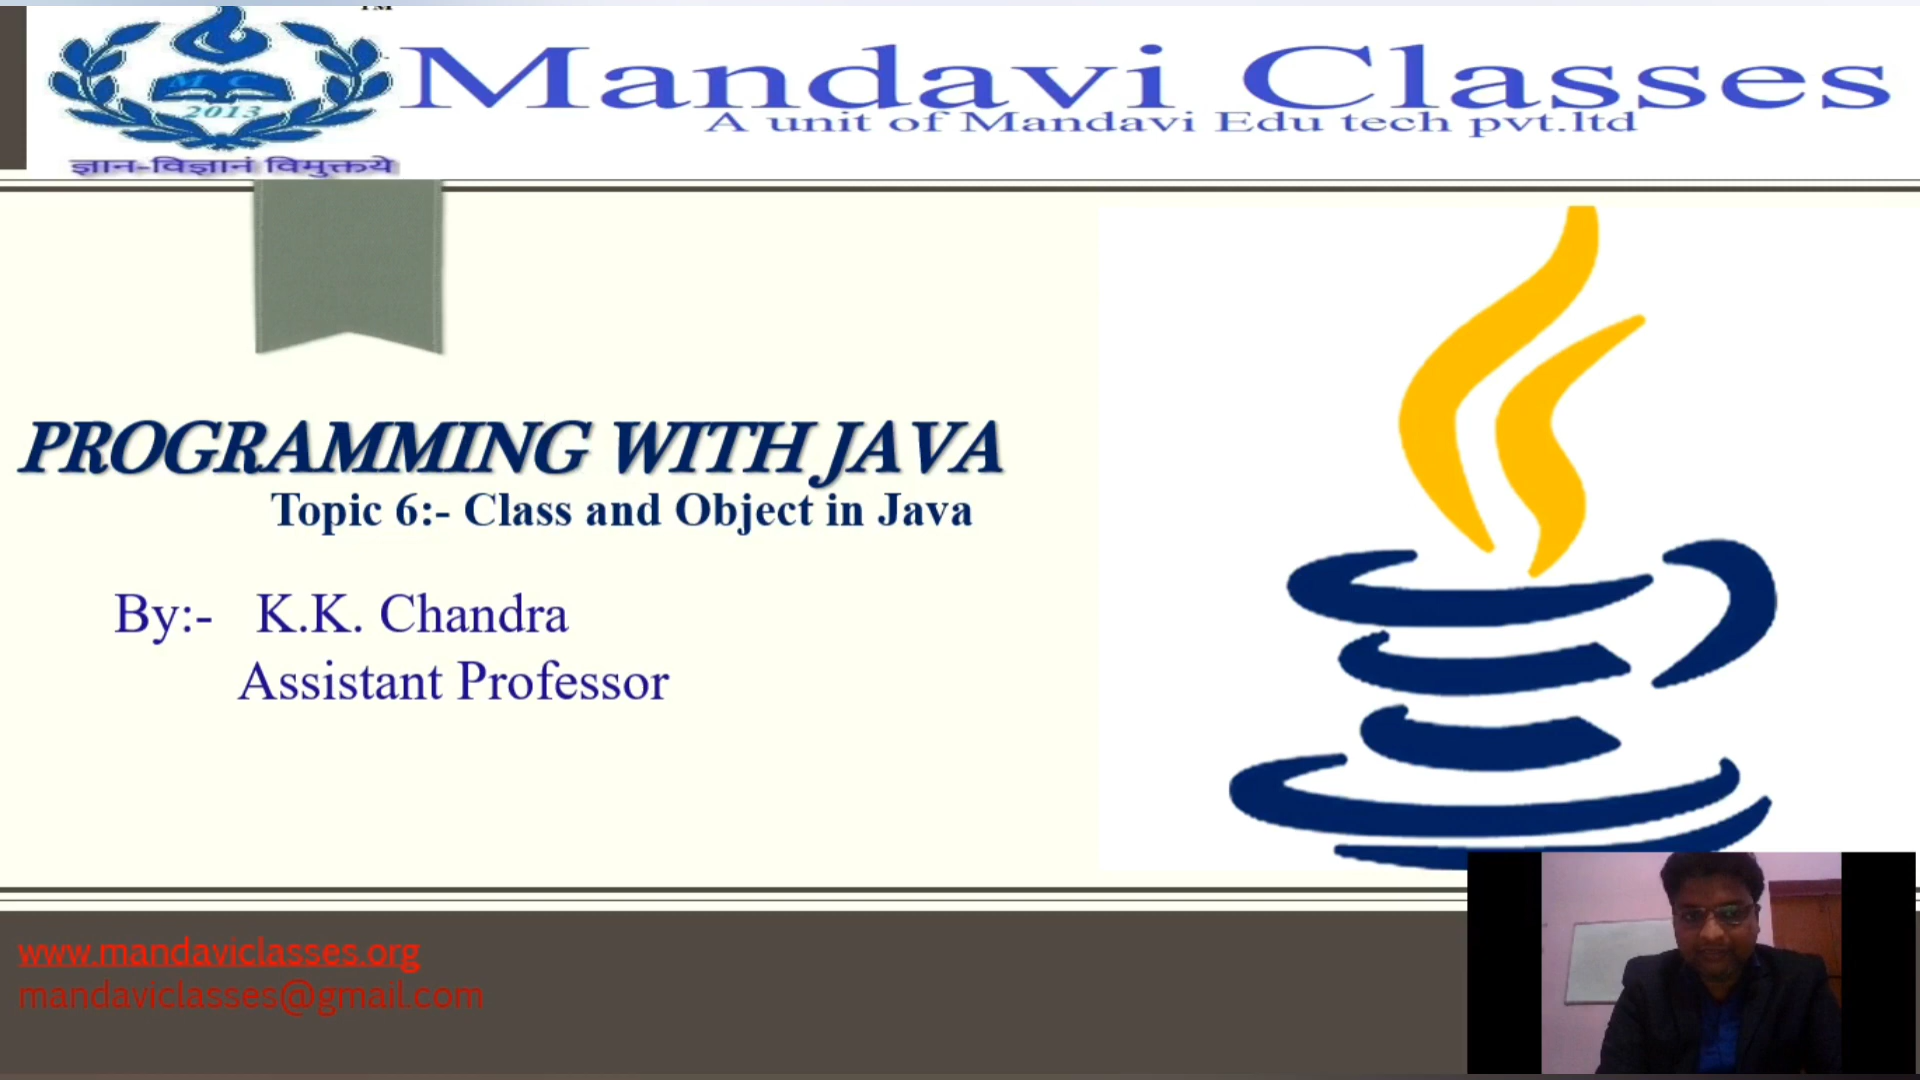 Mandavi Classes
A unit of Mandavi Edu tech pvt.ltd
M C
2013
ज्ञान-विज्ञानं विमुक्तये
PROGRAMMING WITH JAVA
Topic 6:- Class and Object in Java
By:- K.K. Chandra
Assistant Professor
www.mandaviclasses.org
mandaviclasses@gmail.com